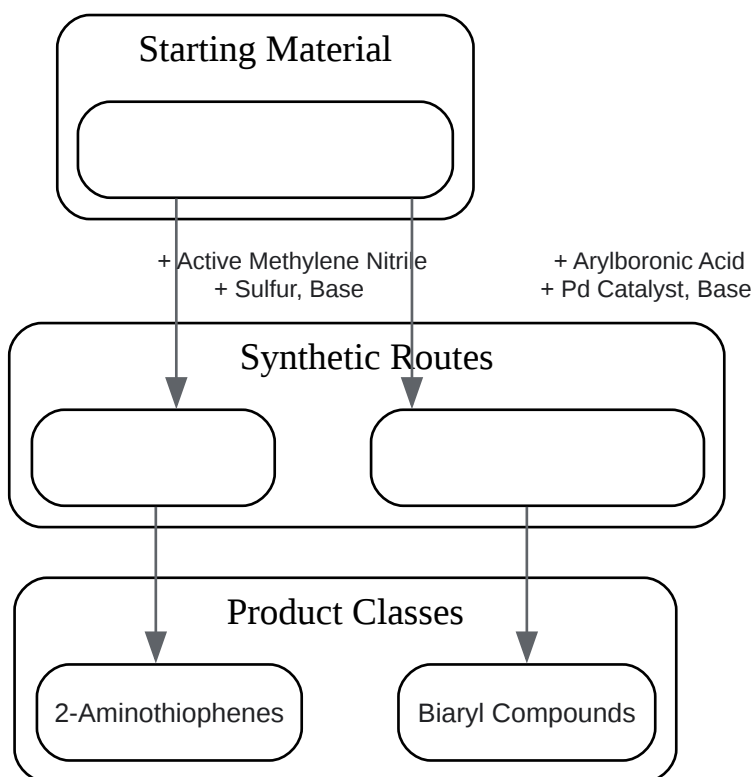 Starting Material
+ Active Methylene Nitrile
+ Sulfur, Base
+ Arylboronic Acid
+ Pd Catalyst, Base
Synthetic Routes
Product Classes
2-Aminothiophenes
Biaryl Compounds